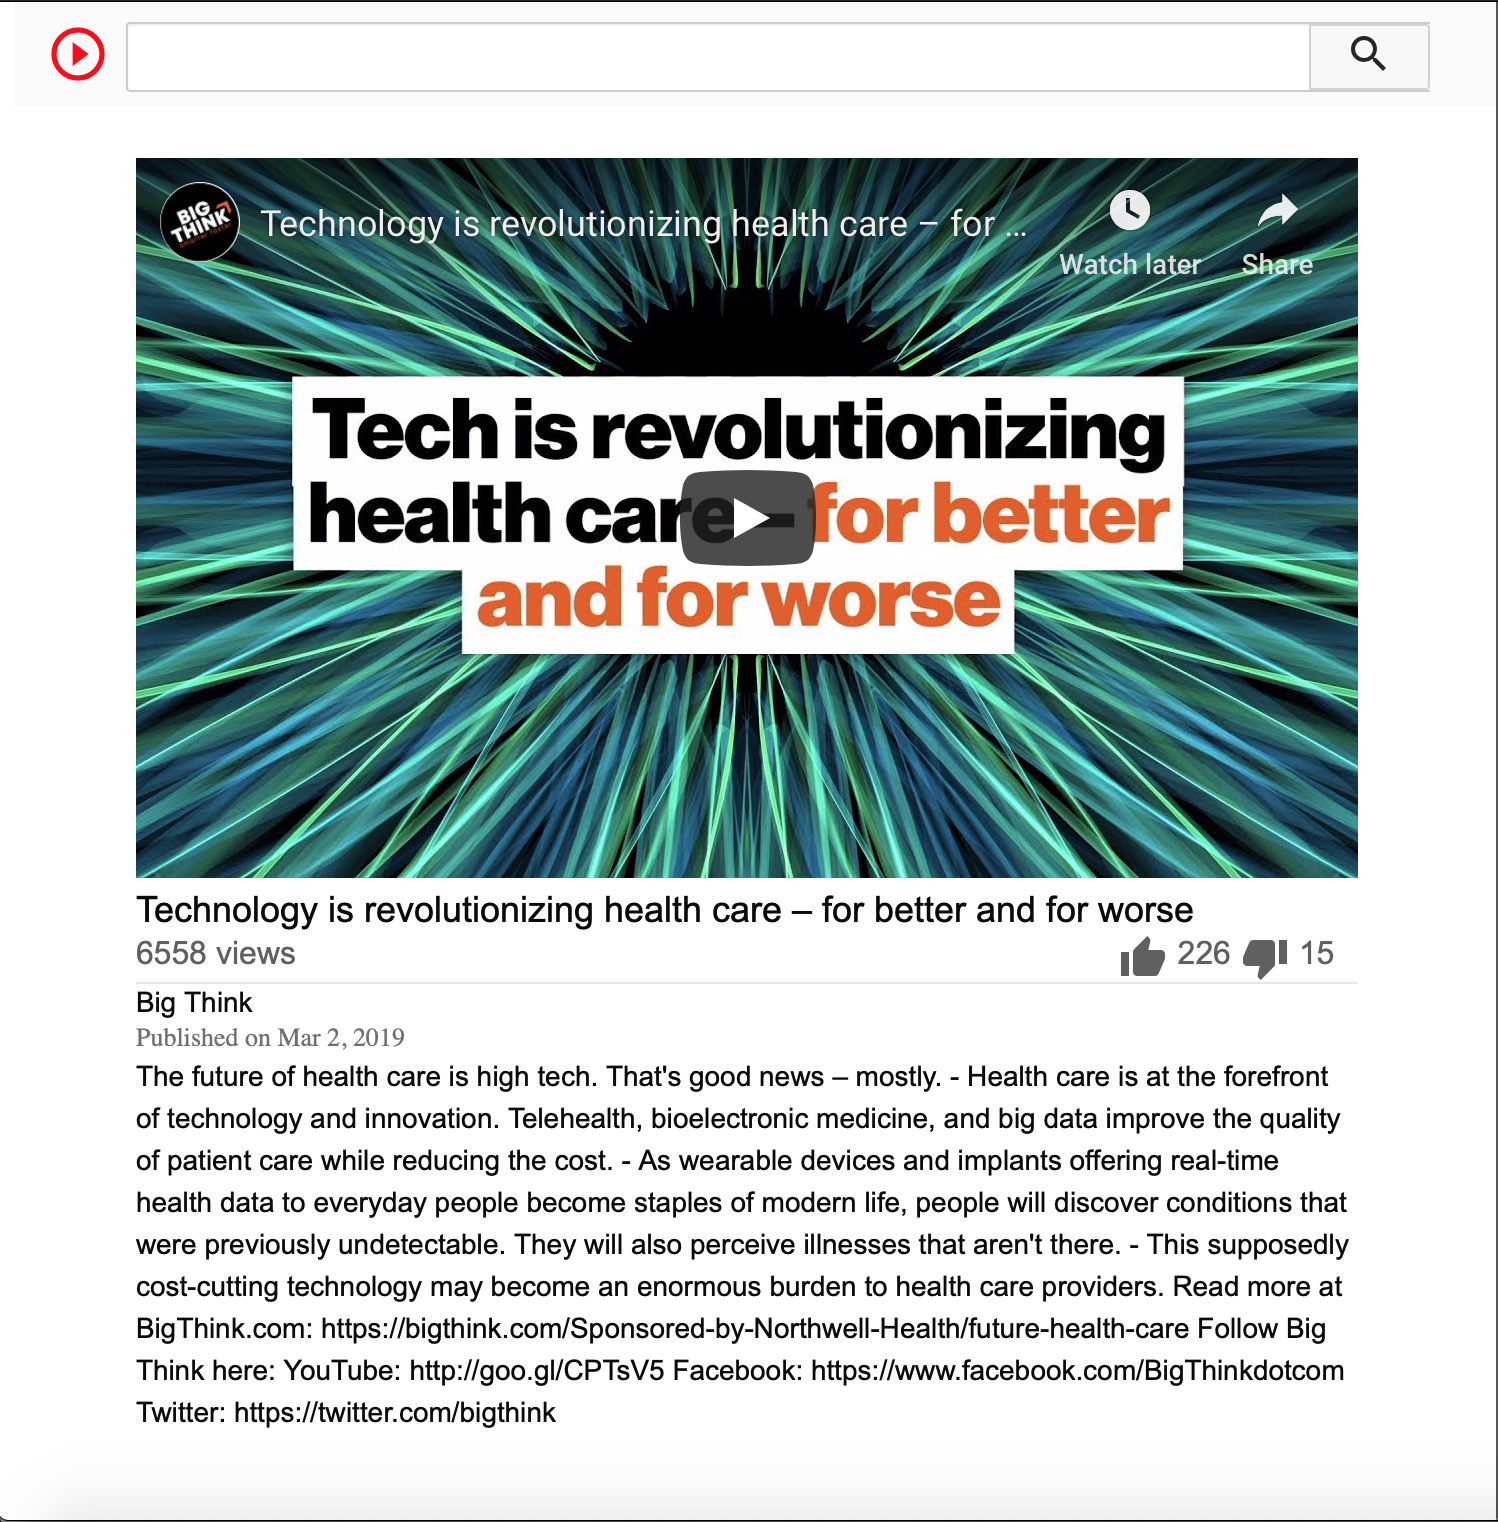 BIG
THINK
smarter faster
Technology is revolutionizing health care – for ...
Watch later
Share
Tech is revolutionizing
health care – for better
and for worse
Technology is revolutionizing health care – for better and for worse
6558 views
226
15
Big Think
Published on Mar 2, 2019
The future of health care is high tech. That's good news – mostly. - Health care is at the forefront
of technology and innovation. Telehealth, bioelectronic medicine, and big data improve the quality
of patient care while reducing the cost. - As wearable devices and implants offering real-time
health data to everyday people become staples of modern life, people will discover conditions that
were previously undetectable. They will also perceive illnesses that aren't there. - This supposedly
cost-cutting technology may become an enormous burden to health care providers. Read more at
BigThink.com: https://bigthink.com/Sponsored-by-Northwell-Health/future-health-care Follow Big
Think here: YouTube: http://goo.gl/CPTsV5 Facebook: https://www.facebook.com/BigThinkdotcom
Twitter: https://twitter.com/bigthink